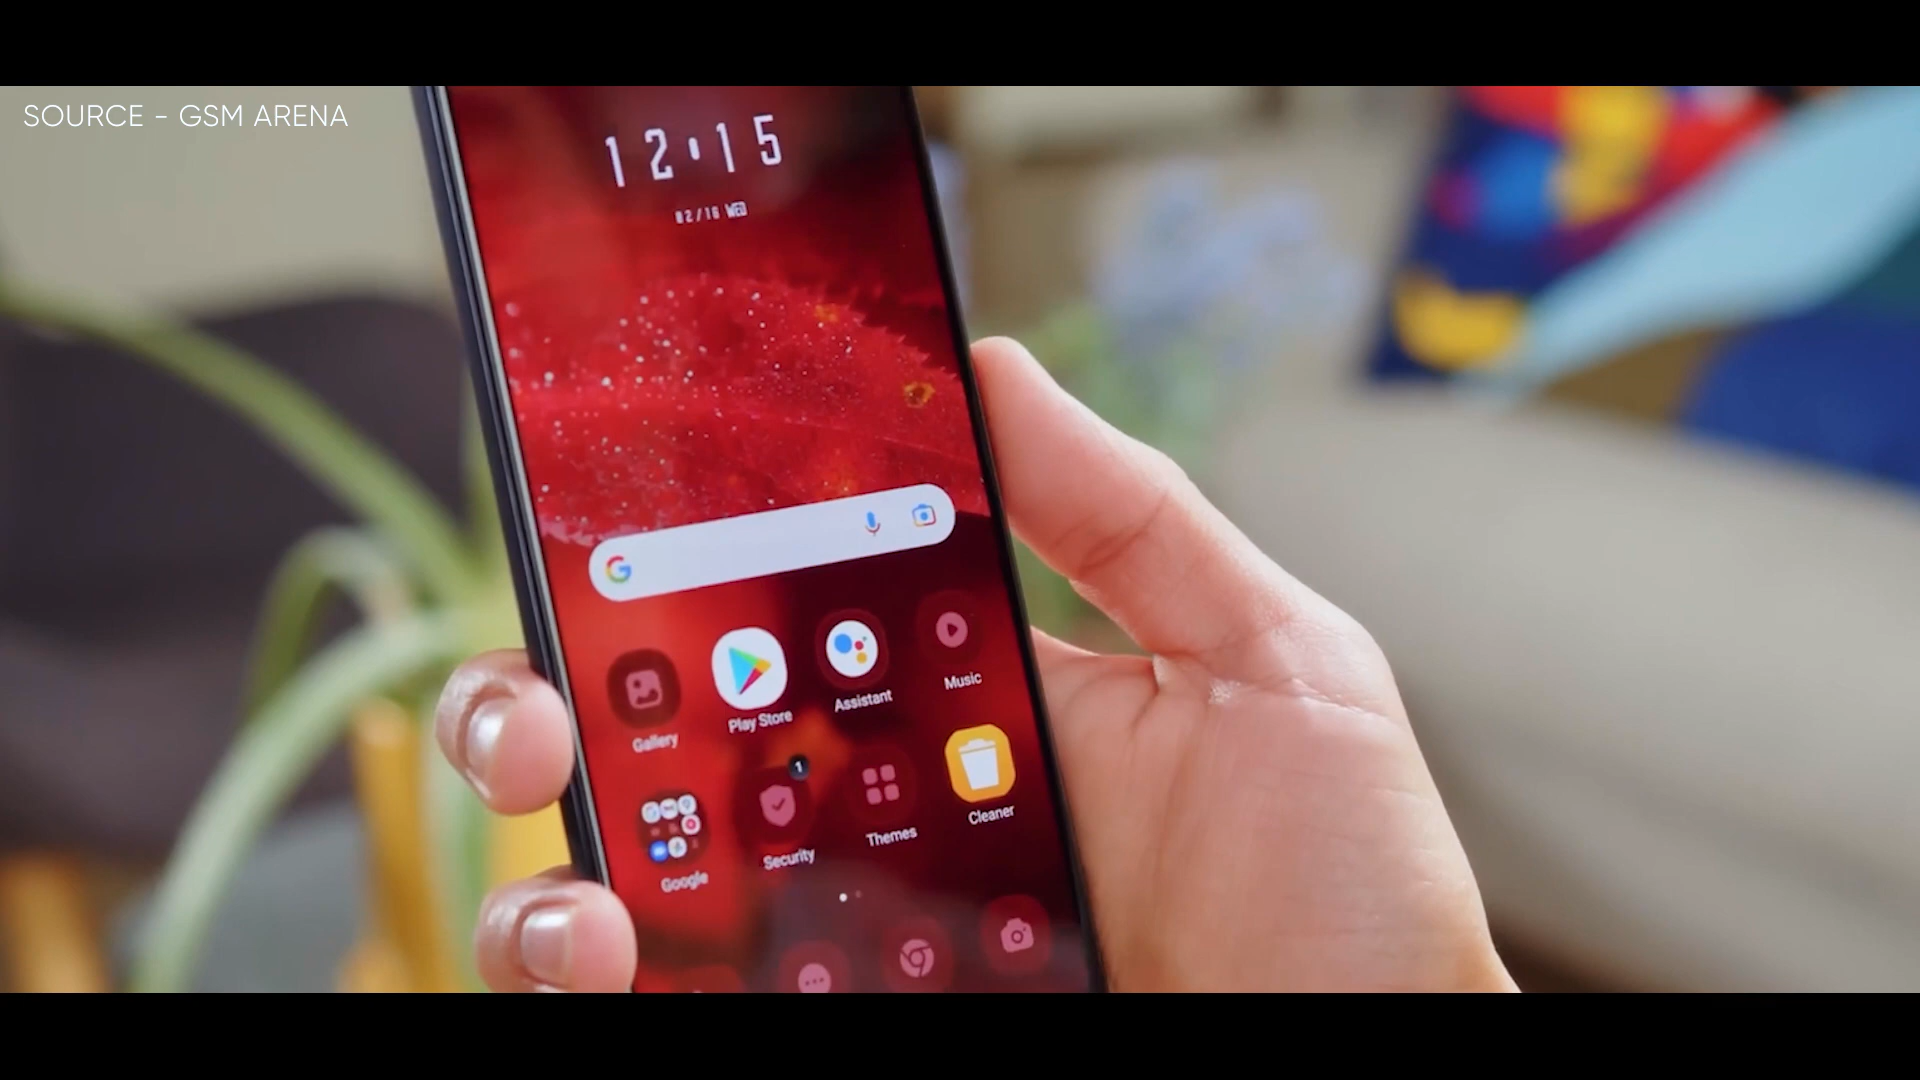 SOURCE - GSM ARENA
12:15
02/16 WED
Gallery
Play Store
Assistant
Music
Google
Security
1
Themes
Cleaner